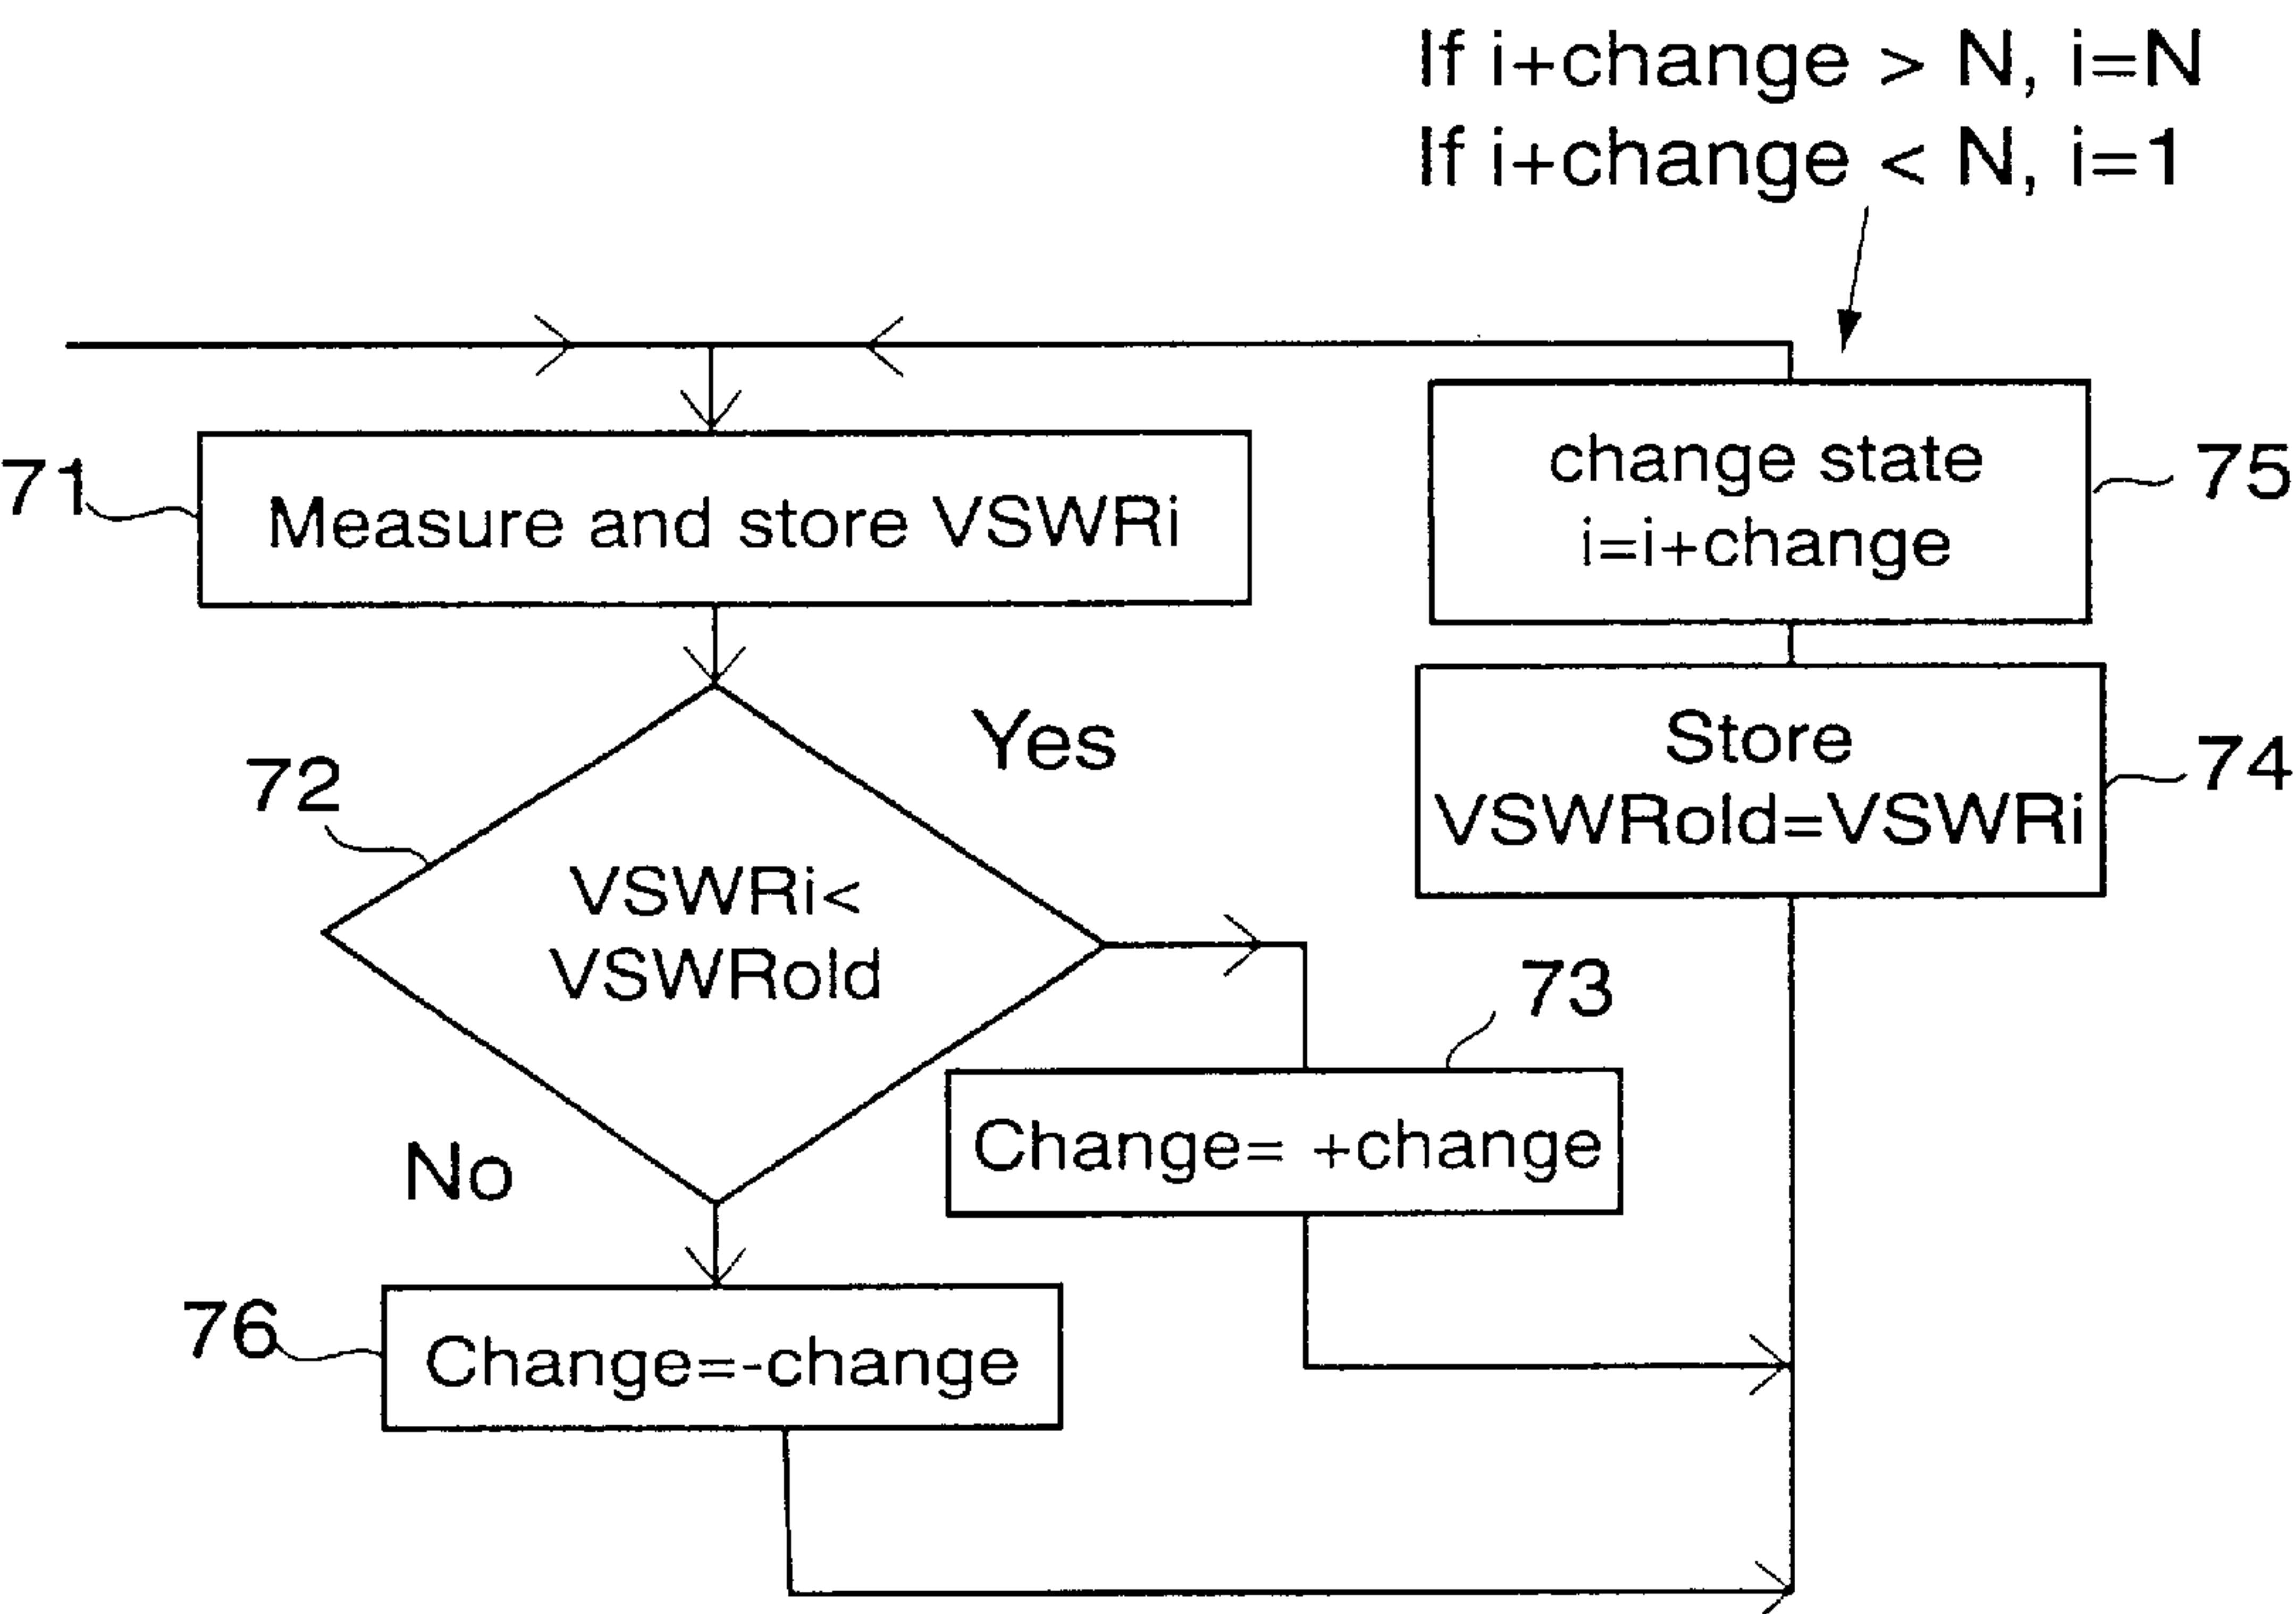 If i+change > N, i=N
If i+change < N, i=1
71
Measure and store VSWRi
change state
i=i+change
75
Yes
Store
VSWRold=VSWRi
74
72
VSWRi<
VSWRold
73
Change= +change
No
76
Change=-change